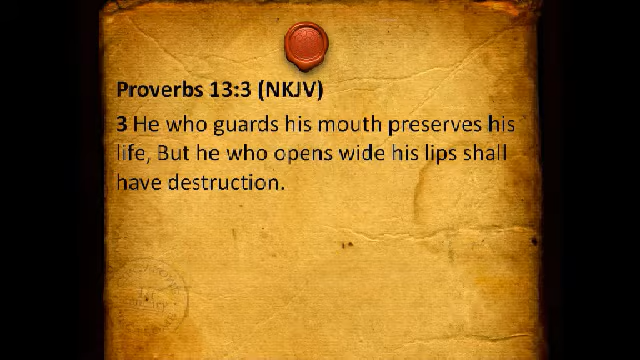 Proverbs 13:3 (NKJV)
3 He who guards his mouth preserves his
life, But he who opens wide his lips shall
have destruction.